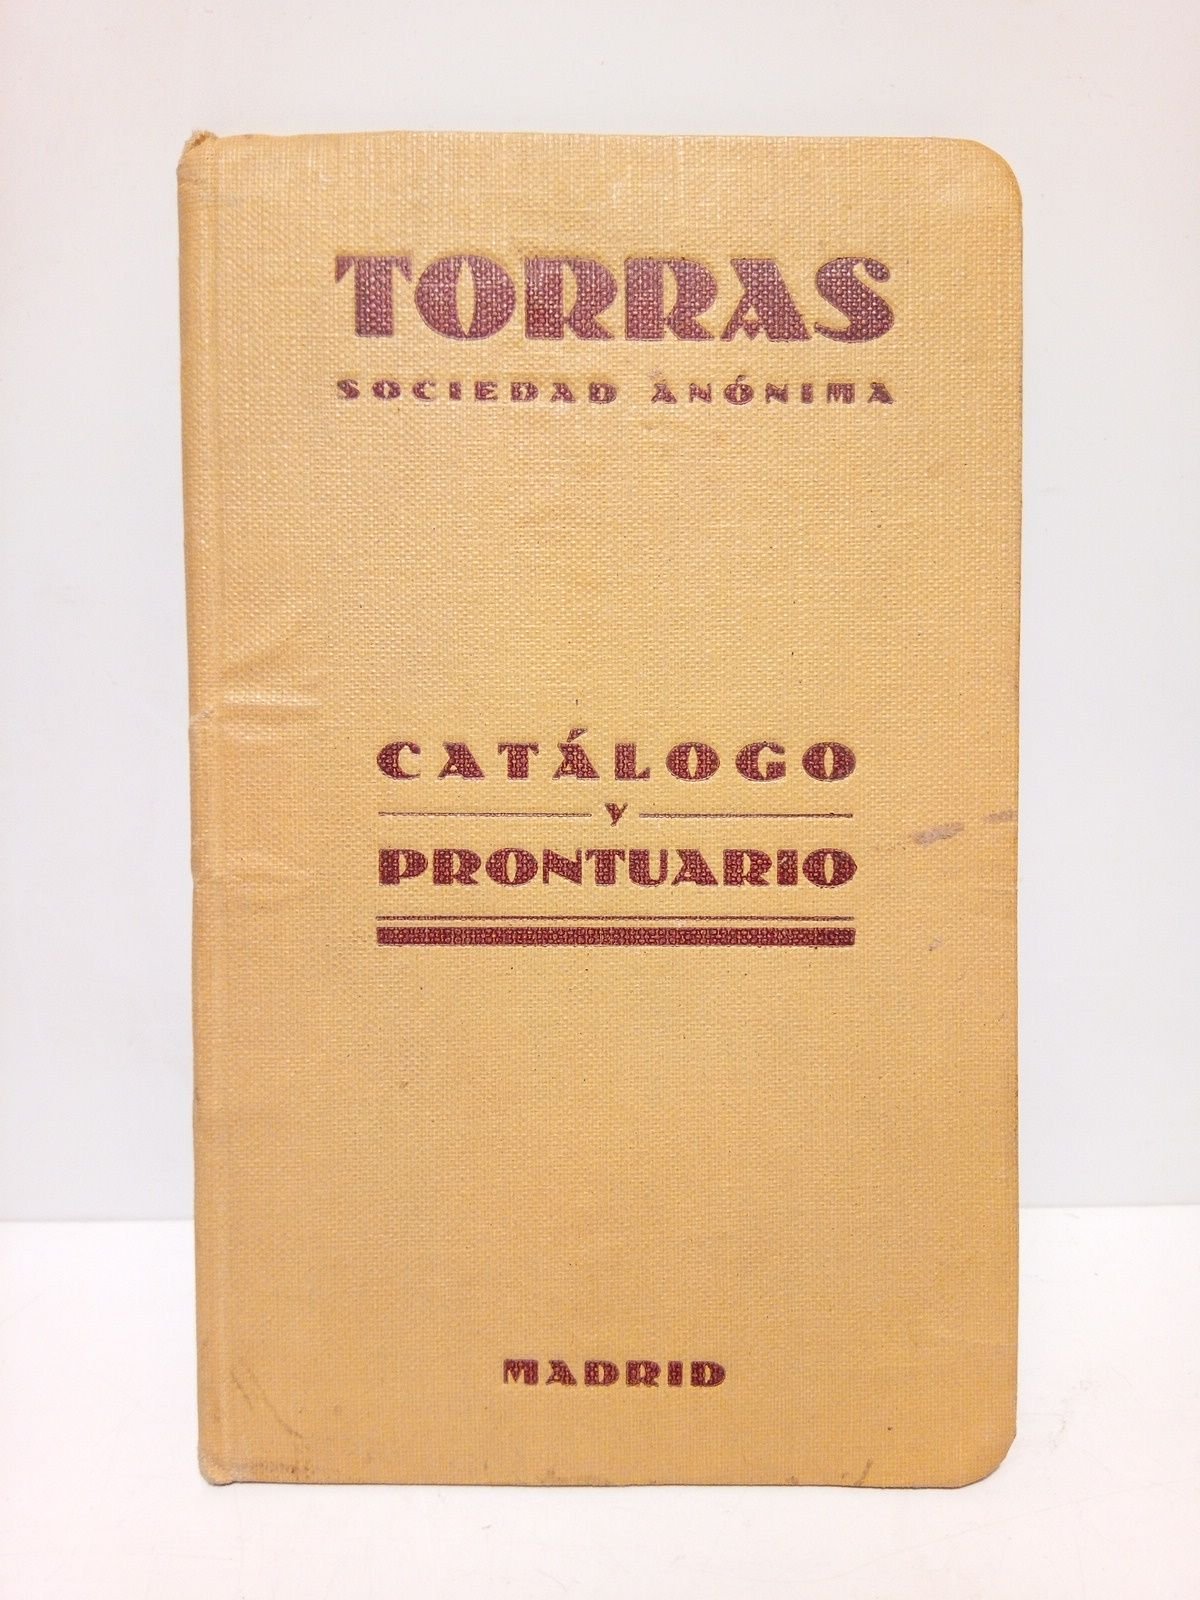 TORRAS
SOCIEDAD ANÓNIMA
CATÁLOGO
Y
PRONTUARIO
MADRID